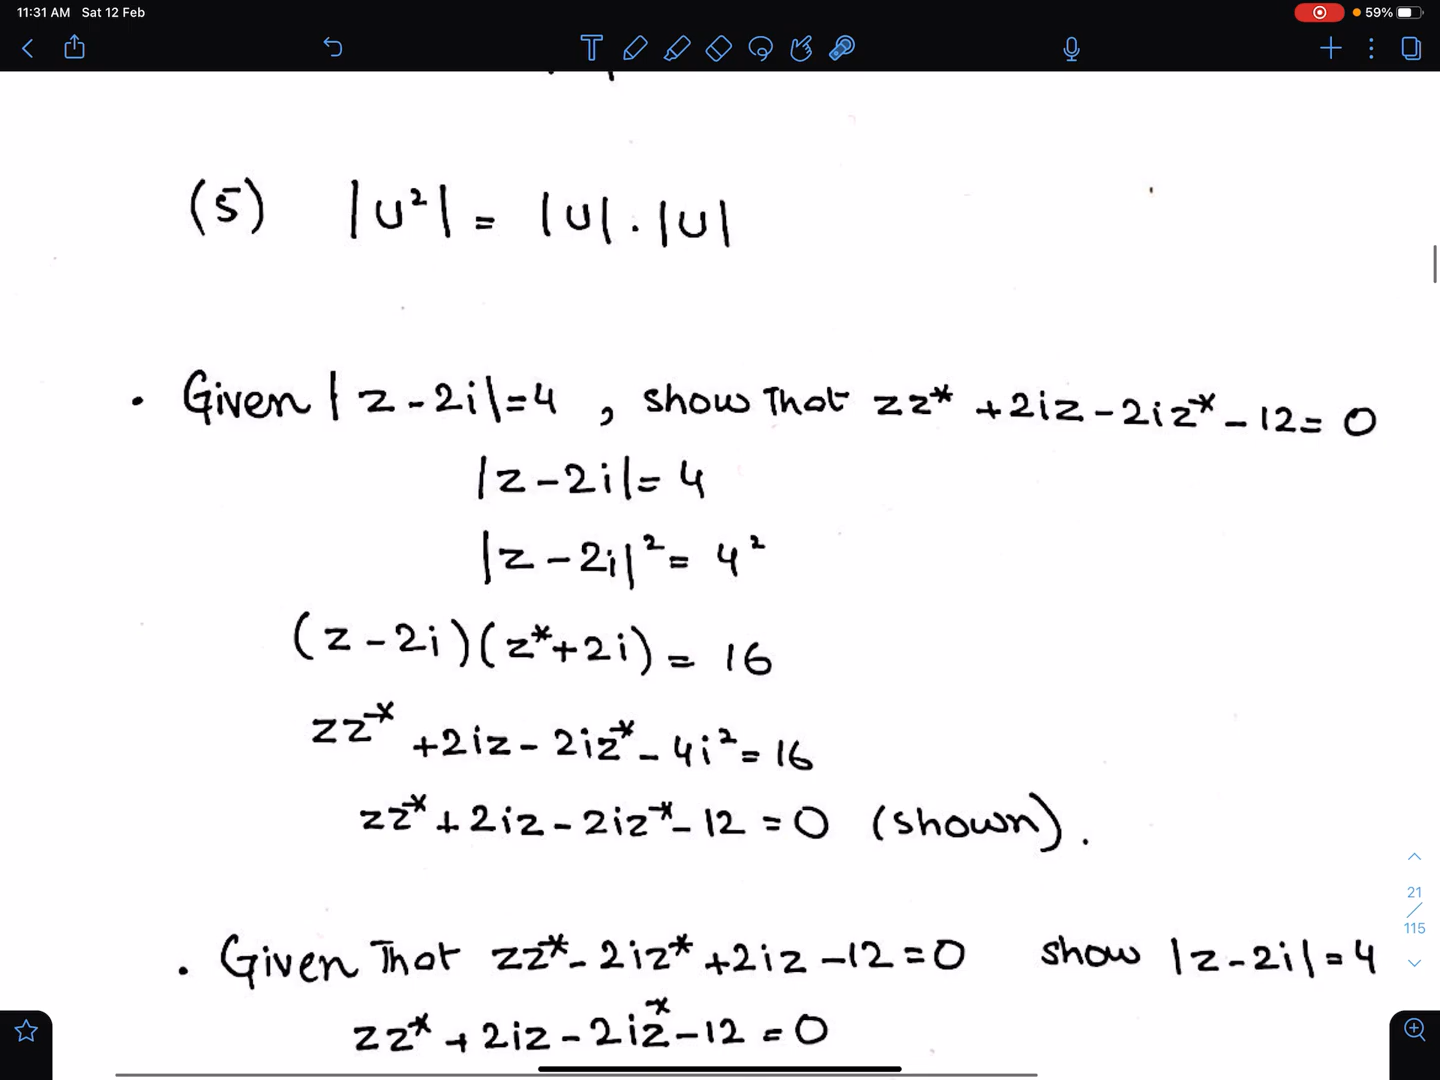 11:31 AM Sat 12 Feb 59%
(5) |U²| = |U| . |U|
• Given |z - 2i| = 4 , show that zz* + 2iz - 2iz* - 12 = 0
|z - 2i| = 4
|z - 2i|² = 4²
(z - 2i)(z* + 2i) = 16
zz* + 2iz - 2iz* - 4i² = 16
zz* + 2iz - 2iz* - 12 = 0 (shown).
21
/
115
• Given that zz* - 2iz* + 2iz - 12 = 0 show |z - 2i| = 4
zz* + 2iz - 2iz* - 12 = 0